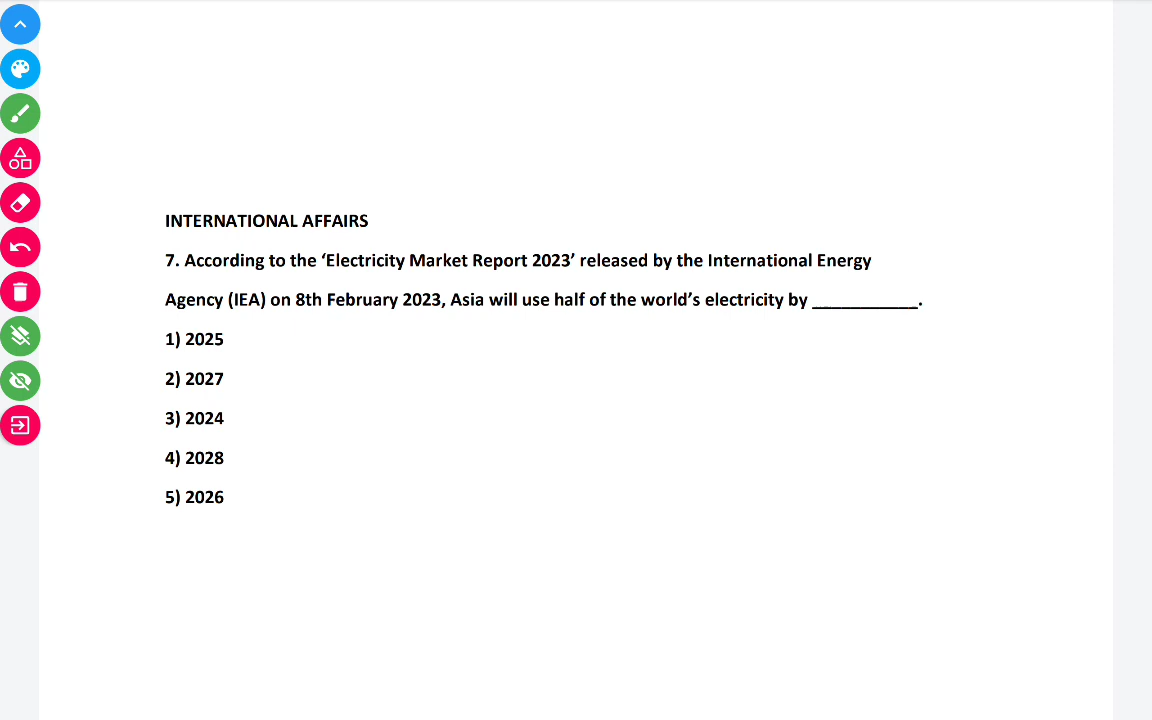 INTERNATIONAL AFFAIRS
7. According to the ‘Electricity Market Report 2023’ released by the International Energy
Agency (IEA) on 8th February 2023, Asia will use half of the world’s electricity by ___________.
1) 2025
2) 2027
3) 2024
4) 2028
5) 2026